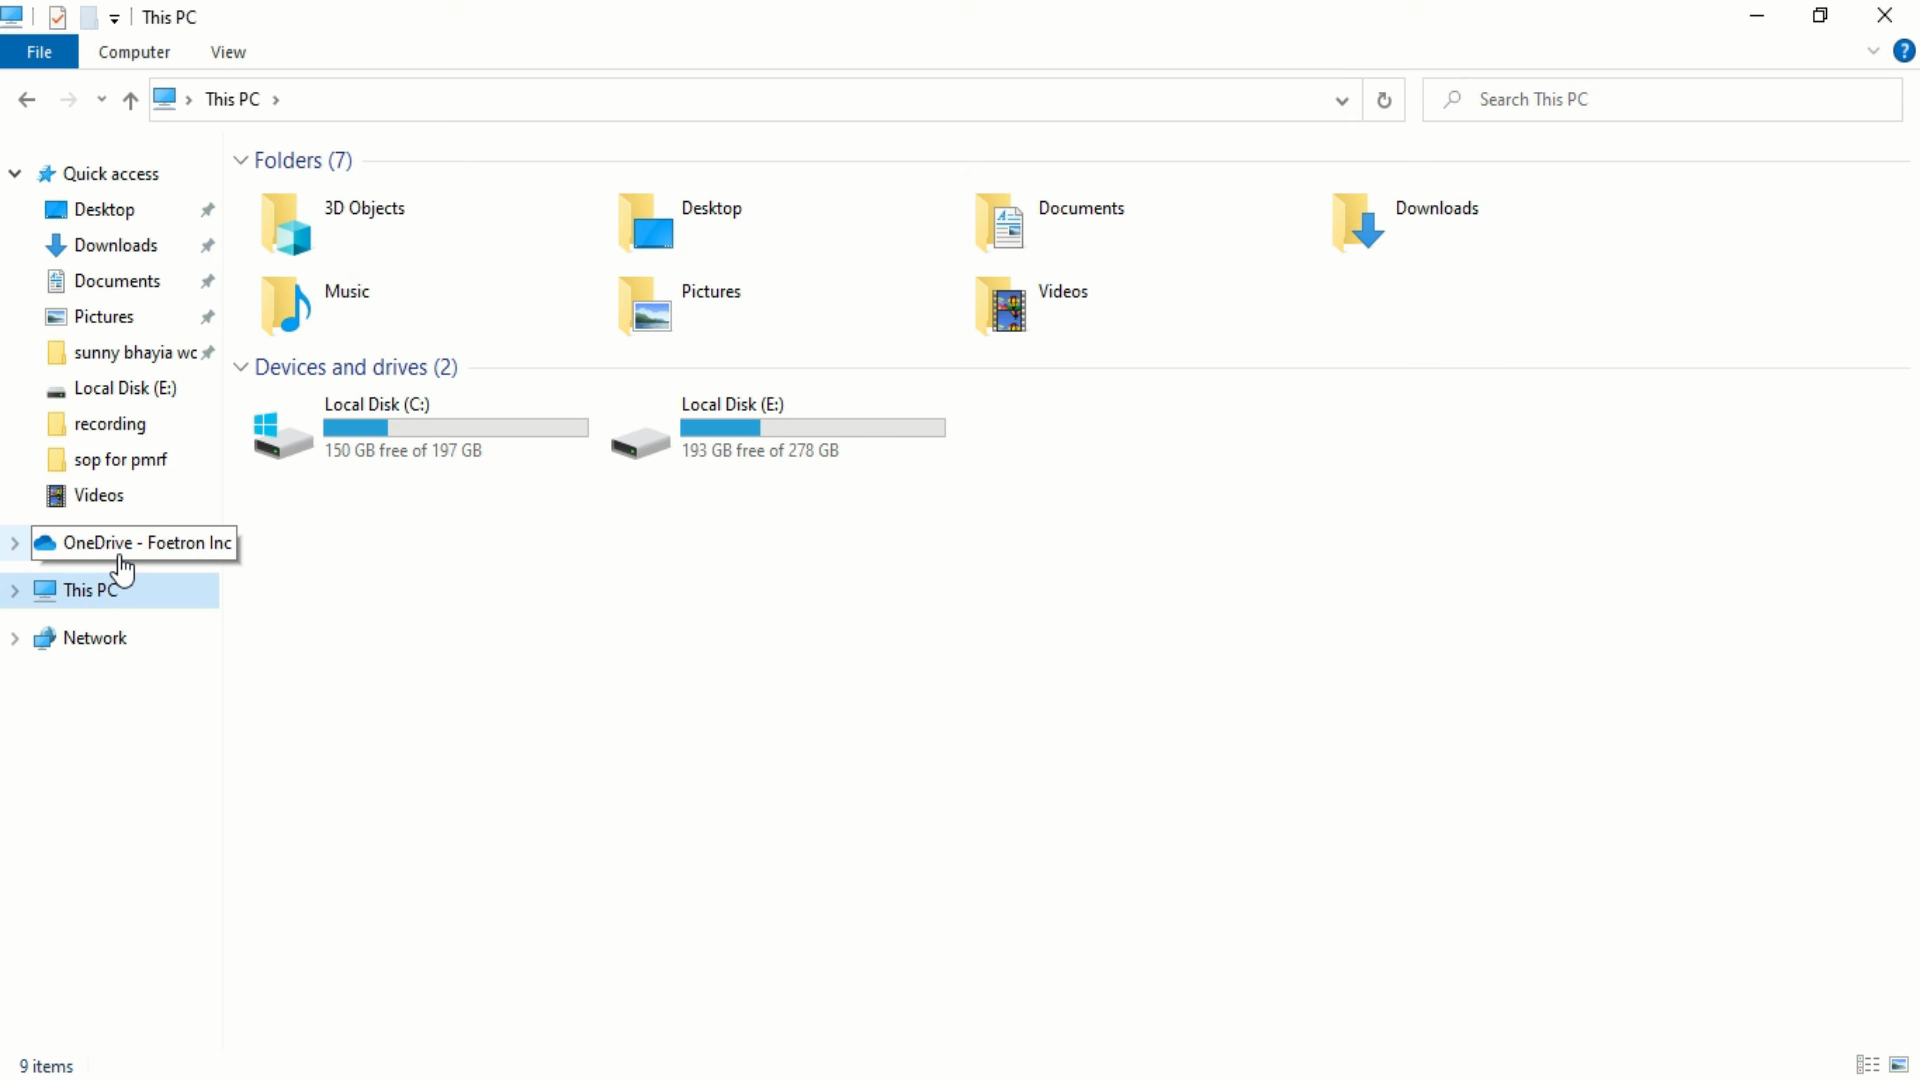 This PC
File Computer View
This PC
Search This PC
Quick access
Desktop
Downloads
Documents
Pictures
sunny bhayia wc
Local Disk (E:)
recording
sop for pmrf
Videos
OneDrive - Foetron Inc
This PC
Network
Folders (7)
3D Objects
Desktop
Documents
Downloads
Music
Pictures
Videos
Devices and drives (2)
Local Disk (C:)
150 GB free of 197 GB
Local Disk (E:)
193 GB free of 278 GB
9 items